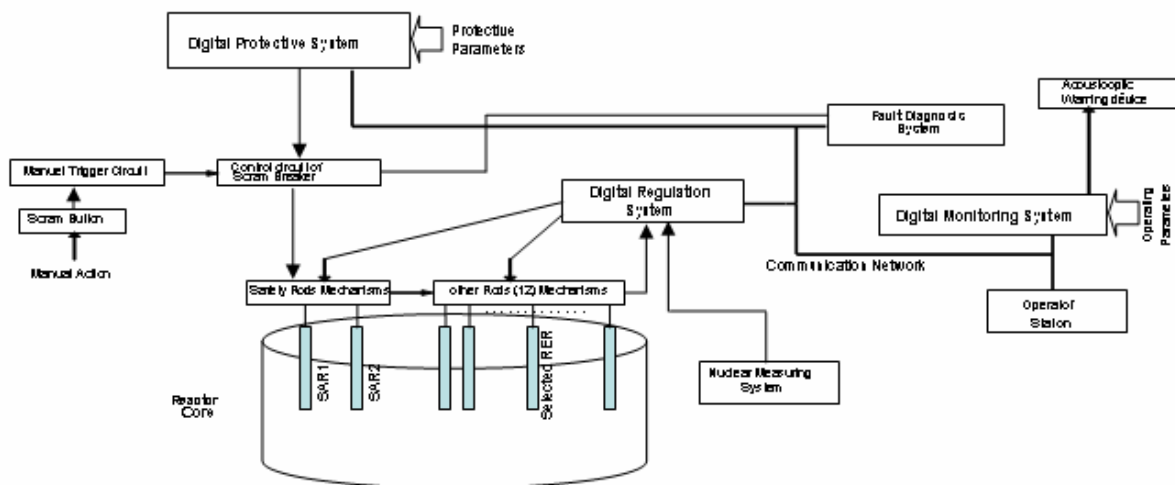 Digital Protective System
Protective
Parameters
Acoustooptic
Warning device
Fault Diagnostic
System
Manuel Trigger Circuit
Control circuit of
Scram Breaker
Digital Regulation
System
Digital Monitoring System
Operating
Parameters
Scram Button
Manual Action
Communication Network
Safety Rods Mechanisms
other Rods (12) Mechanisms
Operator
Station
SAR1
SAR2
Selected RER
Nuclear Measuring
System
Reactor
Core